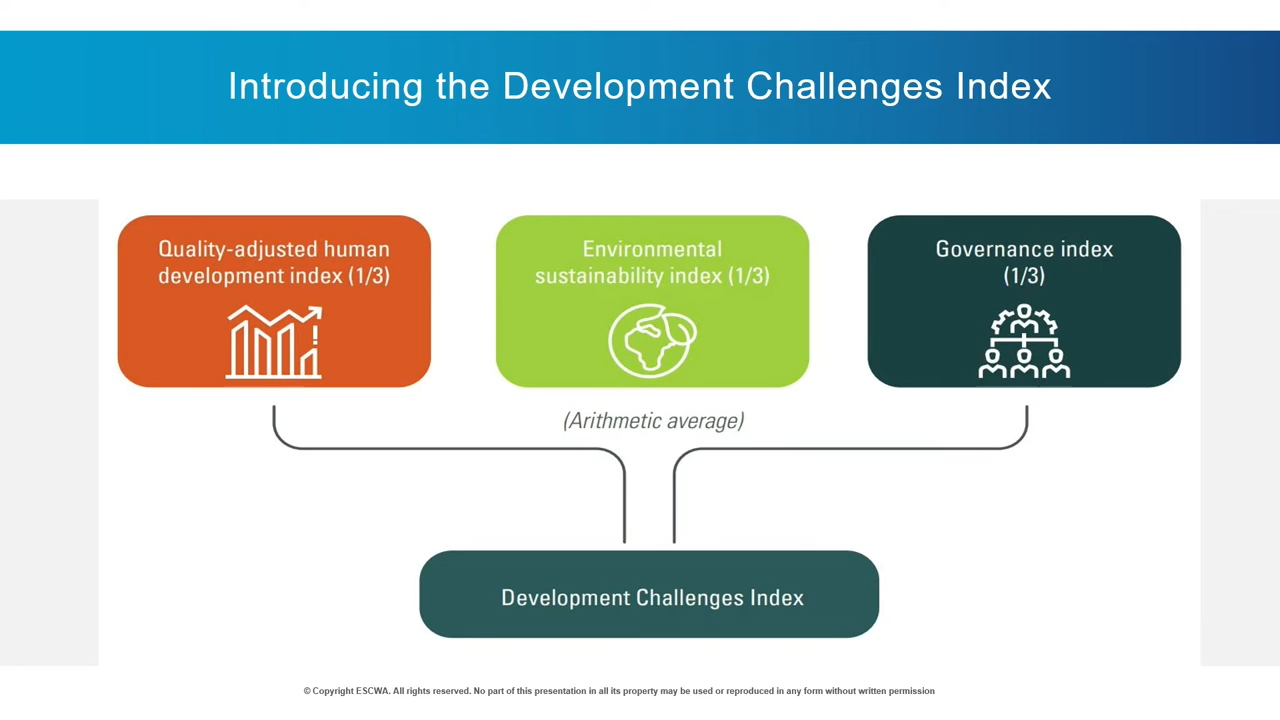 Introducing the Development Challenges Index
Quality-adjusted human
development index (1/3)
Environmental
sustainability index (1/3)
Governance index
(1/3)
(Arithmetic average)
Development Challenges Index
© Copyright ESCWA. All rights reserved. No part of this presentation in all its property may be used or reproduced in any form without written permission